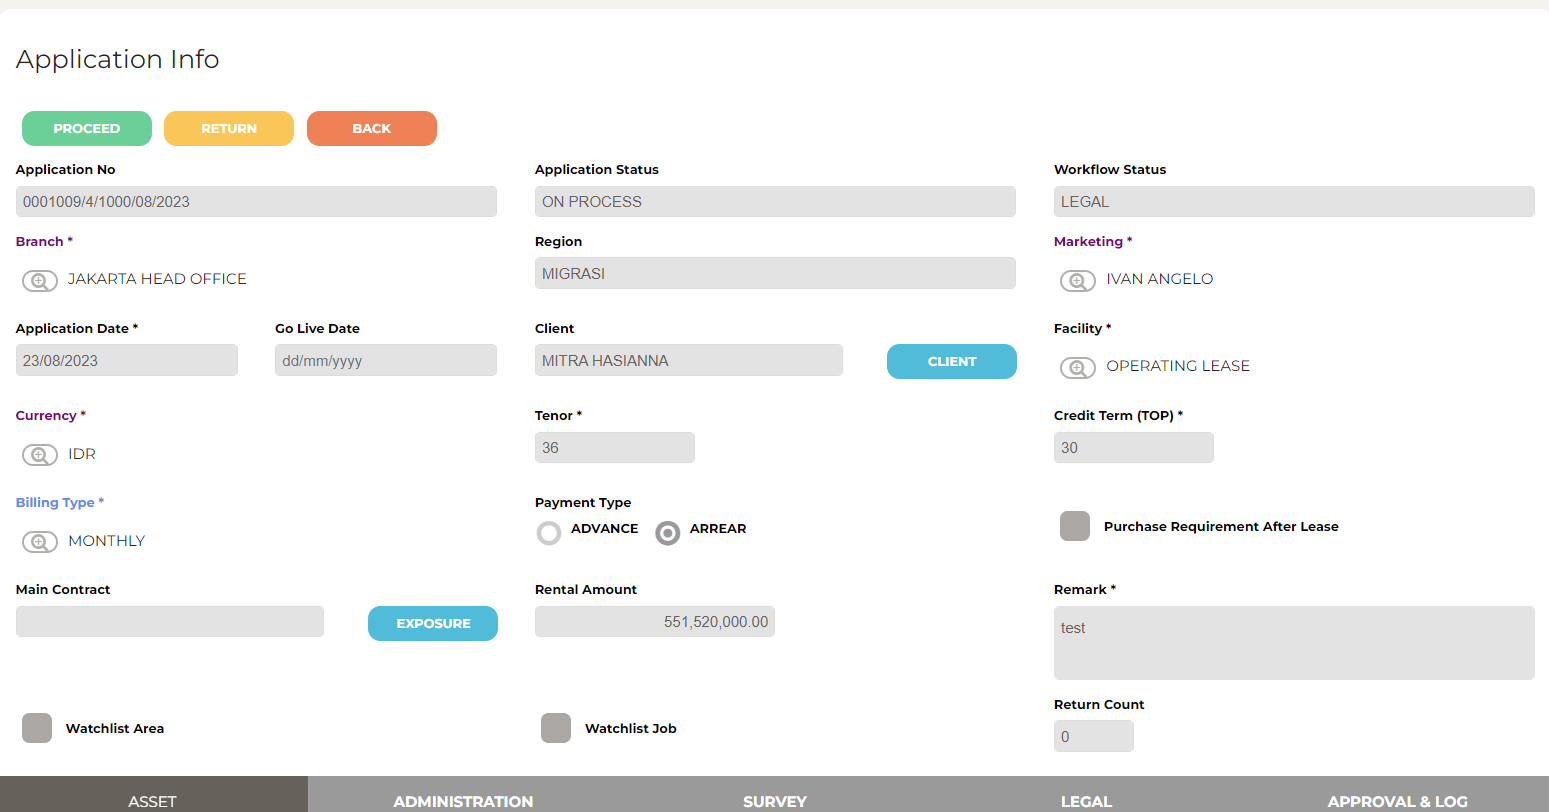 Application Info
PROCEED RETURN BACK
Application No Application Status Workflow Status
0001009/4/1000/08/2023 ON PROCESS LEGAL
Branch * Region Marketing *
JAKARTA HEAD OFFICE MIGRASI IVAN ANGELO
Application Date * Go Live Date Client Facility *
23/08/2023 dd/mm/yyyy MITRA HASIANNA CLIENT OPERATING LEASE
Currency * Tenor * Credit Term (TOP) *
IDR 36 30
Billing Type * Payment Type
MONTHLY ADVANCE ARREAR Purchase Requirement After Lease
Main Contract Rental Amount Remark *
EXPOSURE 551,520,000.00 test
Return Count
Watchlist Area Watchlist Job 0
ASSET ADMINISTRATION SURVEY LEGAL APPROVAL & LOG